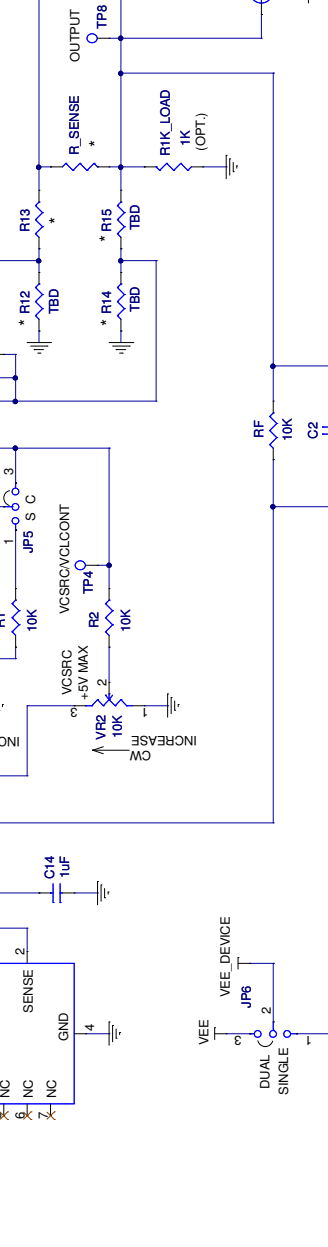 OUTPUT
TP8
R_SENSE
*
R1K_LOAD
1K
(OPT.)
R13
*
R15
TBD
*
R12
TBD
*
R14
TBD
*
RF
10K
C2
3
C
S
1
JP5
VCSRC/VCLCONT
TP4
R1
10K
R2
10K
VCSRC
+5V MAX
3
2
1
VR2
10K
CW
INCREASE
C14
1uF
2
SENSE
GND
4
NC
NC
NC
6
7
VEE_DEVICE
JP6
VEE
3
2
1
DUAL
SINGLE